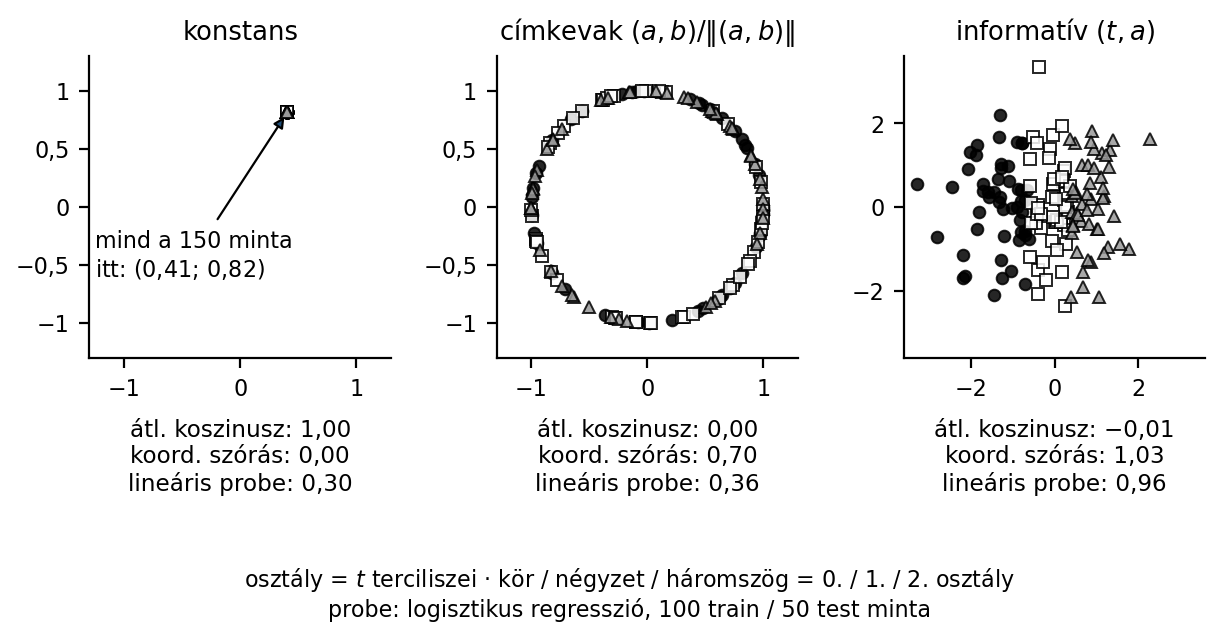 konstans
1
0,5
0
−0,5
−1
mind a 150 minta
itt: (0,41; 0,82)
−1
0
1
átl. koszinusz: 1,00
koord. szórás: 0,00
lineáris probe: 0,30
címkevak (a, b)/‖(a, b)‖
1
0,5
0
−0,5
−1
−1
0
1
átl. koszinusz: 0,00
koord. szórás: 0,70
lineáris probe: 0,36
informatív (t, a)
2
0
−2
−2
0
2
átl. koszinusz: −0,01
koord. szórás: 1,03
lineáris probe: 0,96
osztály = t terciliszei · kör / négyzet / háromszög = 0. / 1. / 2. osztály
probe: logisztikus regresszió, 100 train / 50 test minta